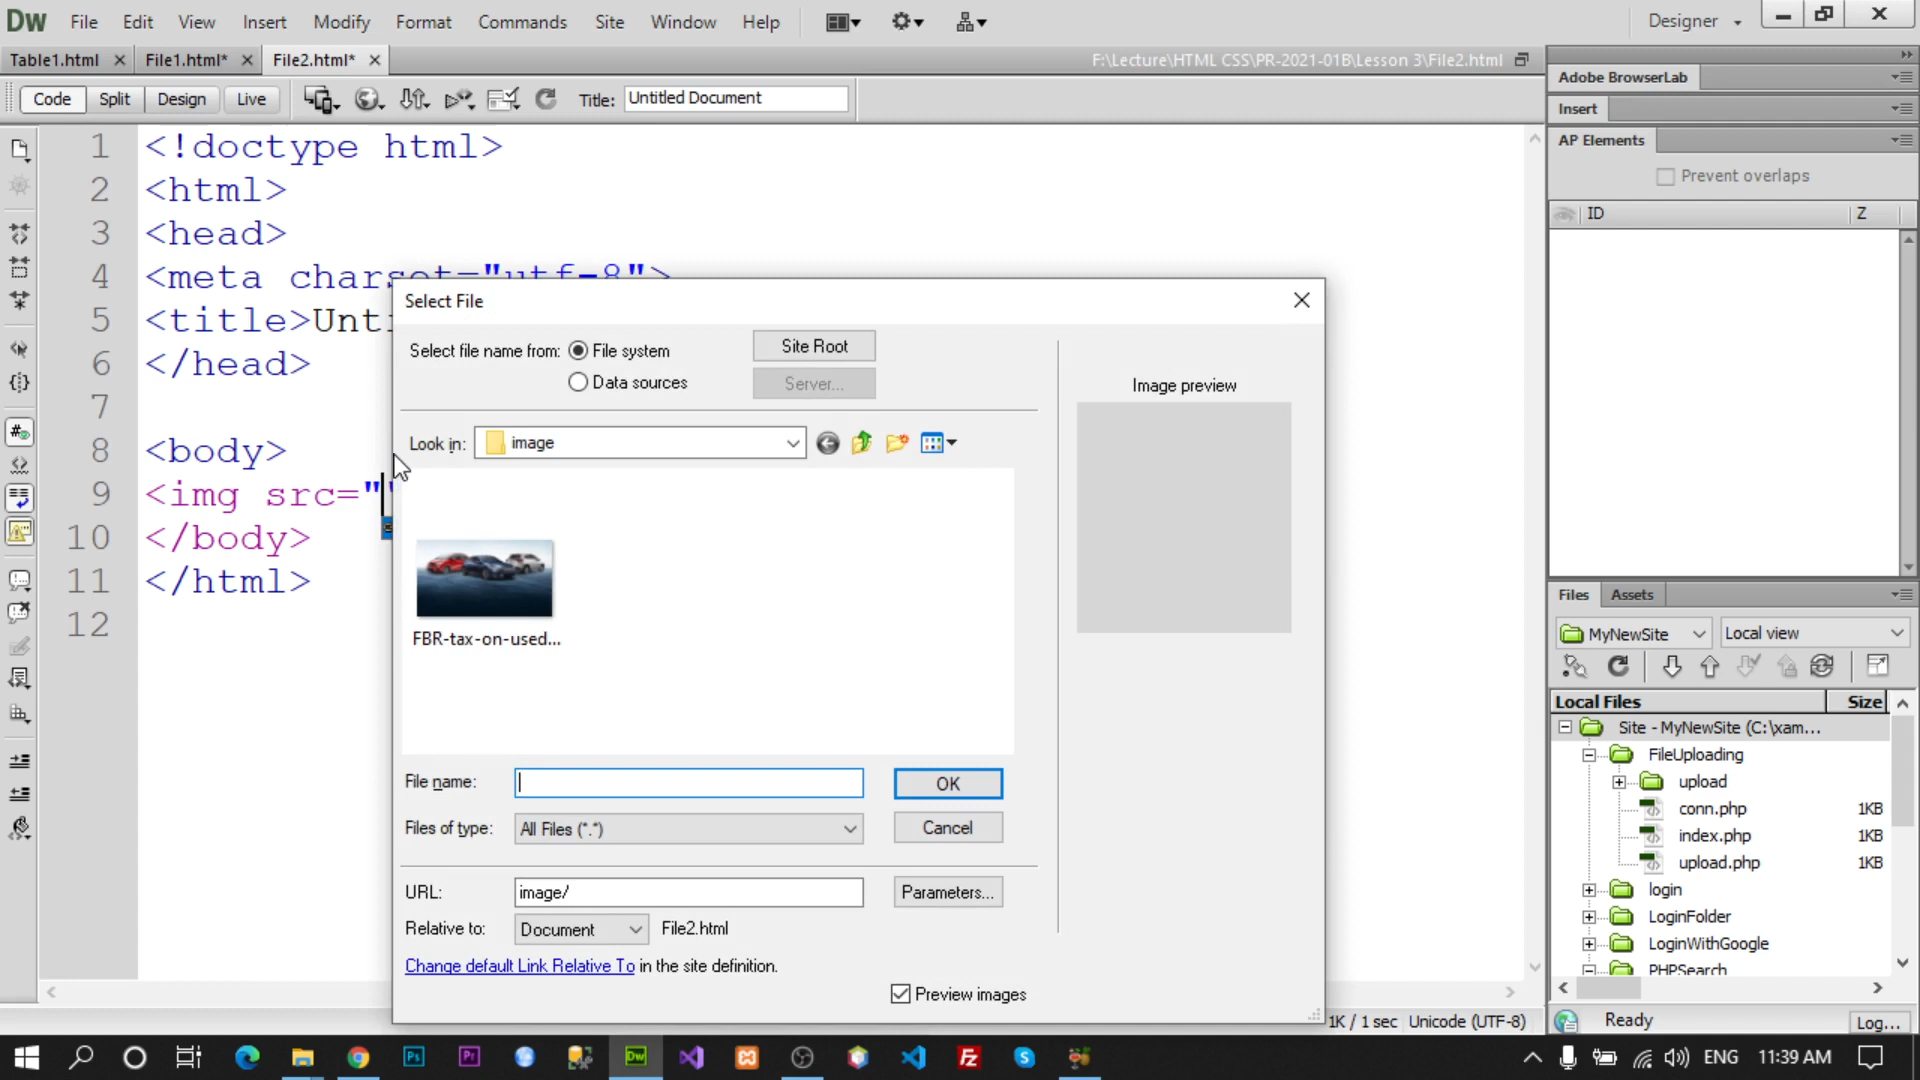 Dw File Edit View Insert Modify Format Commands Site Window Help Designer
Table1.html File1.html* File2.html* F:\Lecture\HTML CSS\PR-2021-01B\Lesson 3\File2.html
Code Split Design Live Title: Untitled Document
1 <!doctype html>
2 <html>
3 <head>
4 <meta charset="utf-8">
5 <title>Unti
6 </head>
7
8 <body>
9 <img src=""
10 </body>
11 </html>
12
Select File
Select file name from: File system Site Root
Data sources Server...
Image preview
Look in: image
FBR-tax-on-used...
File name: OK
Files of type: All Files (*.*) Cancel
URL: image/ Parameters...
Relative to: Document File2.html
Change default Link Relative To in the site definition.
Preview images
1K / 1 sec Unicode (UTF-8)
Adobe BrowserLab
Insert
AP Elements
Prevent overlaps
ID Z
Files Assets
MyNewSite Local view
Local Files Size
Site - MyNewSite (C:\xam...
FileUploading
upload
conn.php 1KB
index.php 1KB
upload.php 1KB
login
LoginFolder
LoginWithGoogle
PHPSearch
Ready Log...
Ps Pr Dw Fz S ENG 11:39 AM